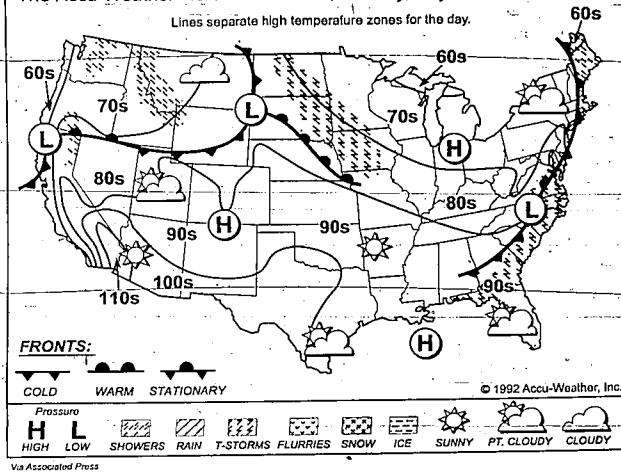 Lines separate high temperature zones for the day.
60s
60s
60s
70s
70s
L
L
H
80s
80s
L
H
90s
90s
100s
90s
110s
H
FRONTS:
COLD WARM STATIONARY
© 1992 Accu-Weather, Inc.
Pressure
H L
HIGH LOW SHOWERS RAIN T-STORMS FLURRIES SNOW ICE SUNNY PT. CLOUDY CLOUDY
Via Associated Press